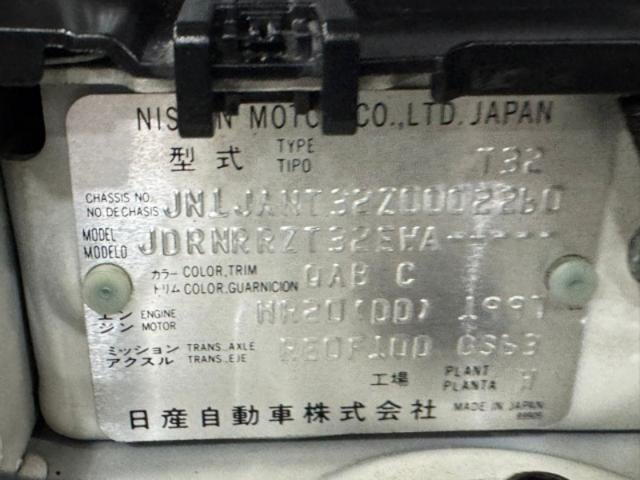 NISSAN MOTOR CO.,LTD. JAPAN
型式 TYPE TIPO T32
CHASSIS NO. NO. DE CHASIS JN1JANT32Z0002260
MODEL MODELO JDRNRRZT32EWA-----
カラー トリム COLOR, TRIM COLOR, GUARNICION QAB C
エンジン ENGINE MOTOR MR20(DD) 1997
ミッション アクスル TRANS., AXLE TRANS., EJE RE0F10D GS63
工場 PLANT PLANTA
日産自動車株式会社 MADE IN JAPAN